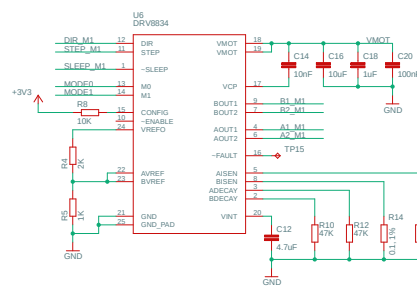 U6
DRV8834
DIR_M1 12 DIR
STEP_M1 11 STEP
SLEEP_M1 1 ~SLEEP
MODE0 13 M0
MODE1 14 M1
+3V3
R8
10K
15 CONFIG
10 ~ENABLE
24 VREFO
R4
2K
22 AVREF
23 BVREF
R5
1K
21 GND
25 GND_PAD
GND
VMOT 18 VMOT
VMOT 19
VCP 17
BOUT1 9 B1_M1
BOUT2 7 B2_M1
AOUT1 4 A1_M1
AOUT2 6 A2_M1
TP15
~FAULT 16
AISEN 5
BISEN 8
ADECAY 3
BDECAY 2
VINT 20
C14
10nF
C16
10uF
C18
1uF
C20
100n
GND
C12
4.7uF
R10
47K
R12
47K
R14
0.1, 1%
GND